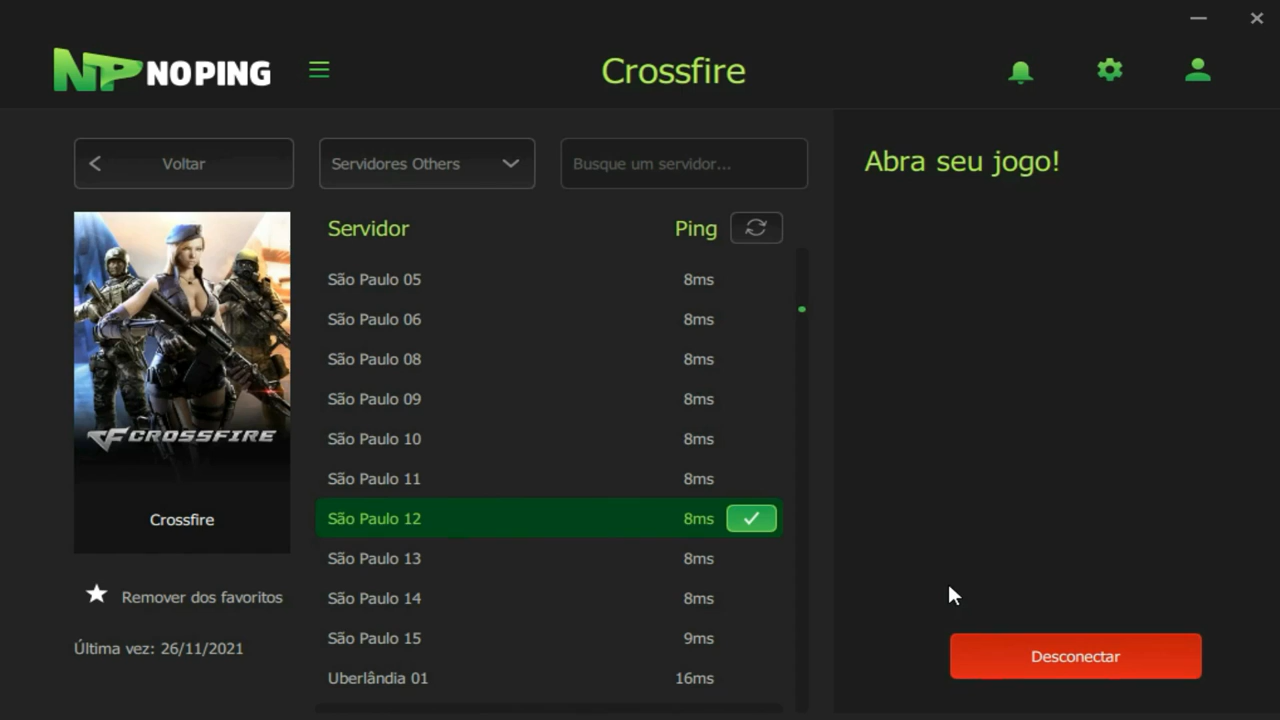 NP NOPING
Crossfire
Voltar
Servidores Others
Busque um servidor...
Abra seu jogo!
CF CROSSFIRE
Crossfire
Remover dos favoritos
Última vez: 26/11/2021
Servidor Ping
São Paulo 05 8ms
São Paulo 06 8ms
São Paulo 08 8ms
São Paulo 09 8ms
São Paulo 10 8ms
São Paulo 11 8ms
São Paulo 12 8ms
São Paulo 13 8ms
São Paulo 14 8ms
São Paulo 15 9ms
Uberlândia 01 16ms
Desconectar